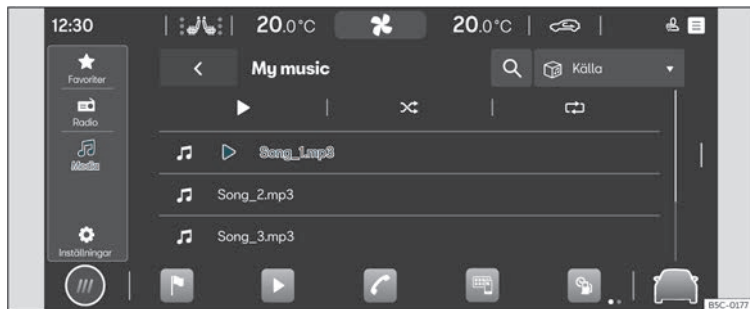 12:30
20.0°C
20.0°C
Favoriter
Radio
Media
Inställningar
My music
Källa
Song_1.mp3
Song_2.mp3
Song_3.mp3
B5C-0177